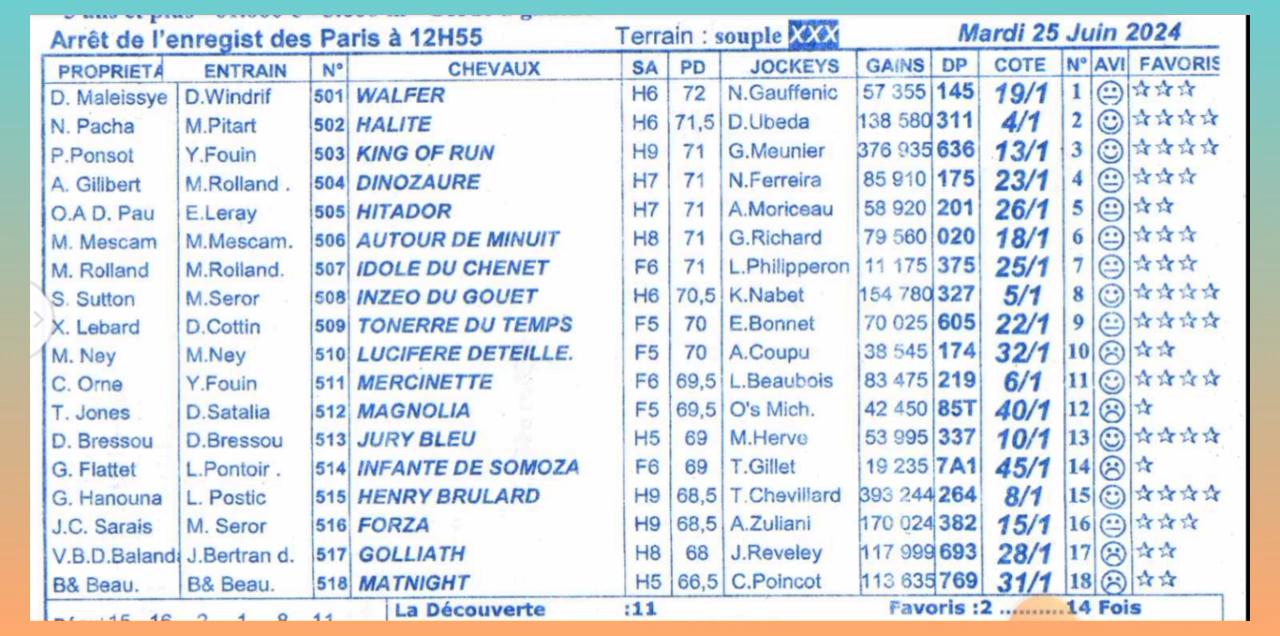 Arrêt de l'enregist des Paris à 12H55 Terrain : souple XXX Mardi 25 Juin 2024
PROPRIETA ENTRAIN N° CHEVAUX SA PD JOCKEYS GAINS DP COTE N° AVI FAVORIS
D. Maleissye D.Windrif 501 WALFER H6 72 N.Gauffenic 57 355 145 19/1 1 ☆☆☆
N. Pacha M.Pitart 502 HALITE H6 71,5 D.Ubeda 138 580 311 4/1 2 ☆☆☆☆
P.Ponsot Y.Fouin 503 KING OF RUN H9 71 G.Meunier 376 935 636 13/1 3 ☆☆☆☆
A. Gilibert M.Rolland . 504 DINOZAURE H7 71 N.Ferreira 85 910 175 23/1 4 ☆☆☆
O.A D. Pau E.Leray 505 HITADOR H7 71 A.Moriceau 58 920 201 26/1 5 ☆☆
M. Mescam M.Mescam. 506 AUTOUR DE MINUIT H8 71 G.Richard 79 560 020 18/1 6 ☆☆☆
M. Rolland M.Rolland. 507 IDOLE DU CHENET F6 71 L.Philipperon 11 175 375 25/1 7 ☆☆☆
S. Sutton M.Seror 508 INZEO DU GOUET H6 70,5 K.Nabet 154 780 327 5/1 8 ☆☆☆☆
X. Lebard D.Cottin 509 TONERRE DU TEMPS F5 70 E.Bonnet 70 025 605 22/1 9 ☆☆☆☆
M. Ney M.Ney 510 LUCIFERE DETEILLE. F5 70 A.Coupu 38 545 174 32/1 10 ☆☆
C. Orne Y.Fouin 511 MERCINETTE F6 69,5 L.Beaubois 83 475 219 6/1 11 ☆☆☆☆
T. Jones D.Satalia 512 MAGNOLIA F5 69,5 O's Mich. 42 450 85T 40/1 12 ☆
D. Bressou D.Bressou 513 JURY BLEU H5 69 M.Herve 53 995 337 10/1 13 ☆☆☆☆
G. Flattet L.Pontoir . 514 INFANTE DE SOMOZA F6 69 T.Gillet 19 235 7A1 45/1 14 ☆
G. Hanouna L. Postic 515 HENRY BRULARD H9 68,5 T.Chevillard 393 244 264 8/1 15 ☆☆☆☆
J.C. Sarais M. Seror 516 FORZA H9 68,5 A.Zuliani 170 024 382 15/1 16 ☆☆☆
V.B.D.Baland J.Bertran d. 517 GOLLIATH H8 68 J.Reveley 117 999 693 28/1 17 ☆☆
B& Beau. B& Beau. 518 MATNIGHT H5 66,5 C.Poincot 113 635 769 31/1 18 ☆☆
La Découverte :11 Favoris :2 ..........14 Fois